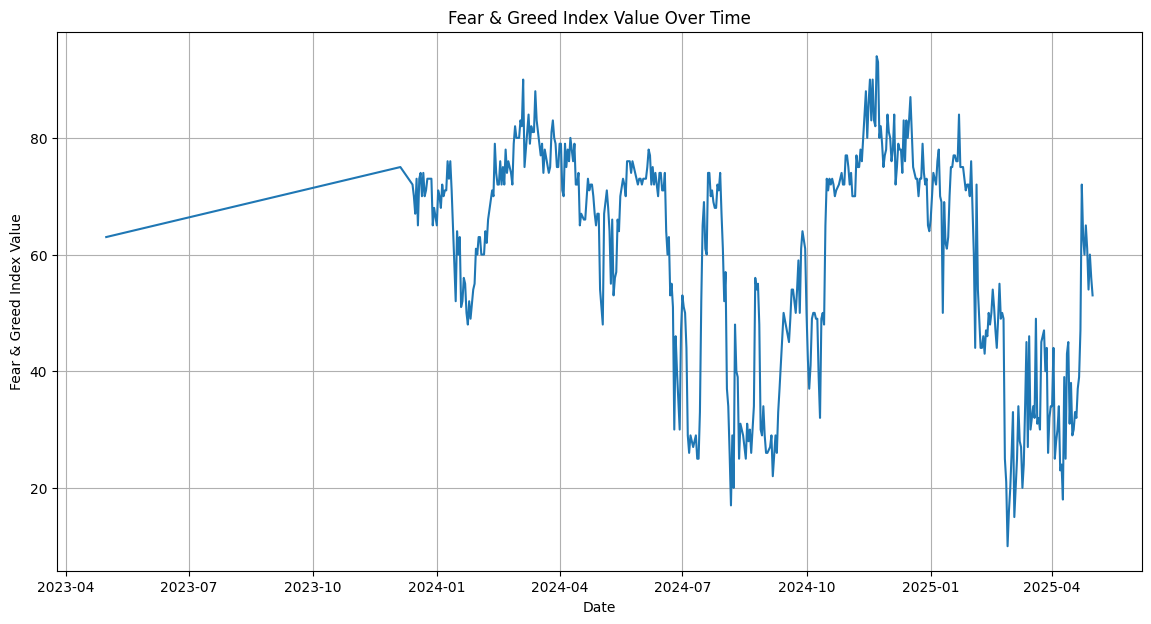 Fear & Greed Index Value Over Time
Fear & Greed Index Value
80
60
40
20
2023-04 2023-07 2023-10 2024-01 2024-04 2024-07 2024-10 2025-01 2025-04
Date